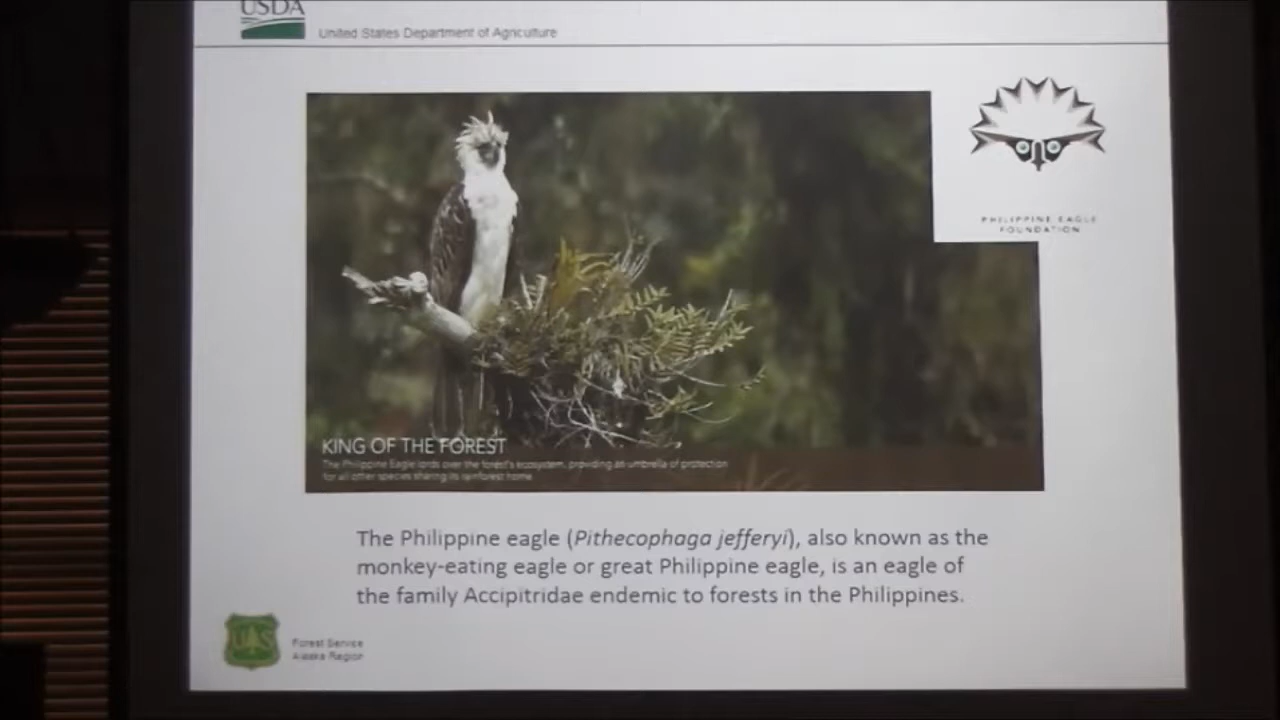 USDA
United States Department of Agriculture
PHILIPPINE EAGLE
FOUNDATION
KING OF THE FOREST
The Philippine Eagle lords over the forest's ecosystem, providing an umbrella of protection
for all other species sharing its rainforest home
The Philippine eagle (Pithecophaga jefferyi), also known as the
monkey-eating eagle or great Philippine eagle, is an eagle of
the family Accipitridae endemic to forests in the Philippines.
UAS
Forest Service
Alaska Region